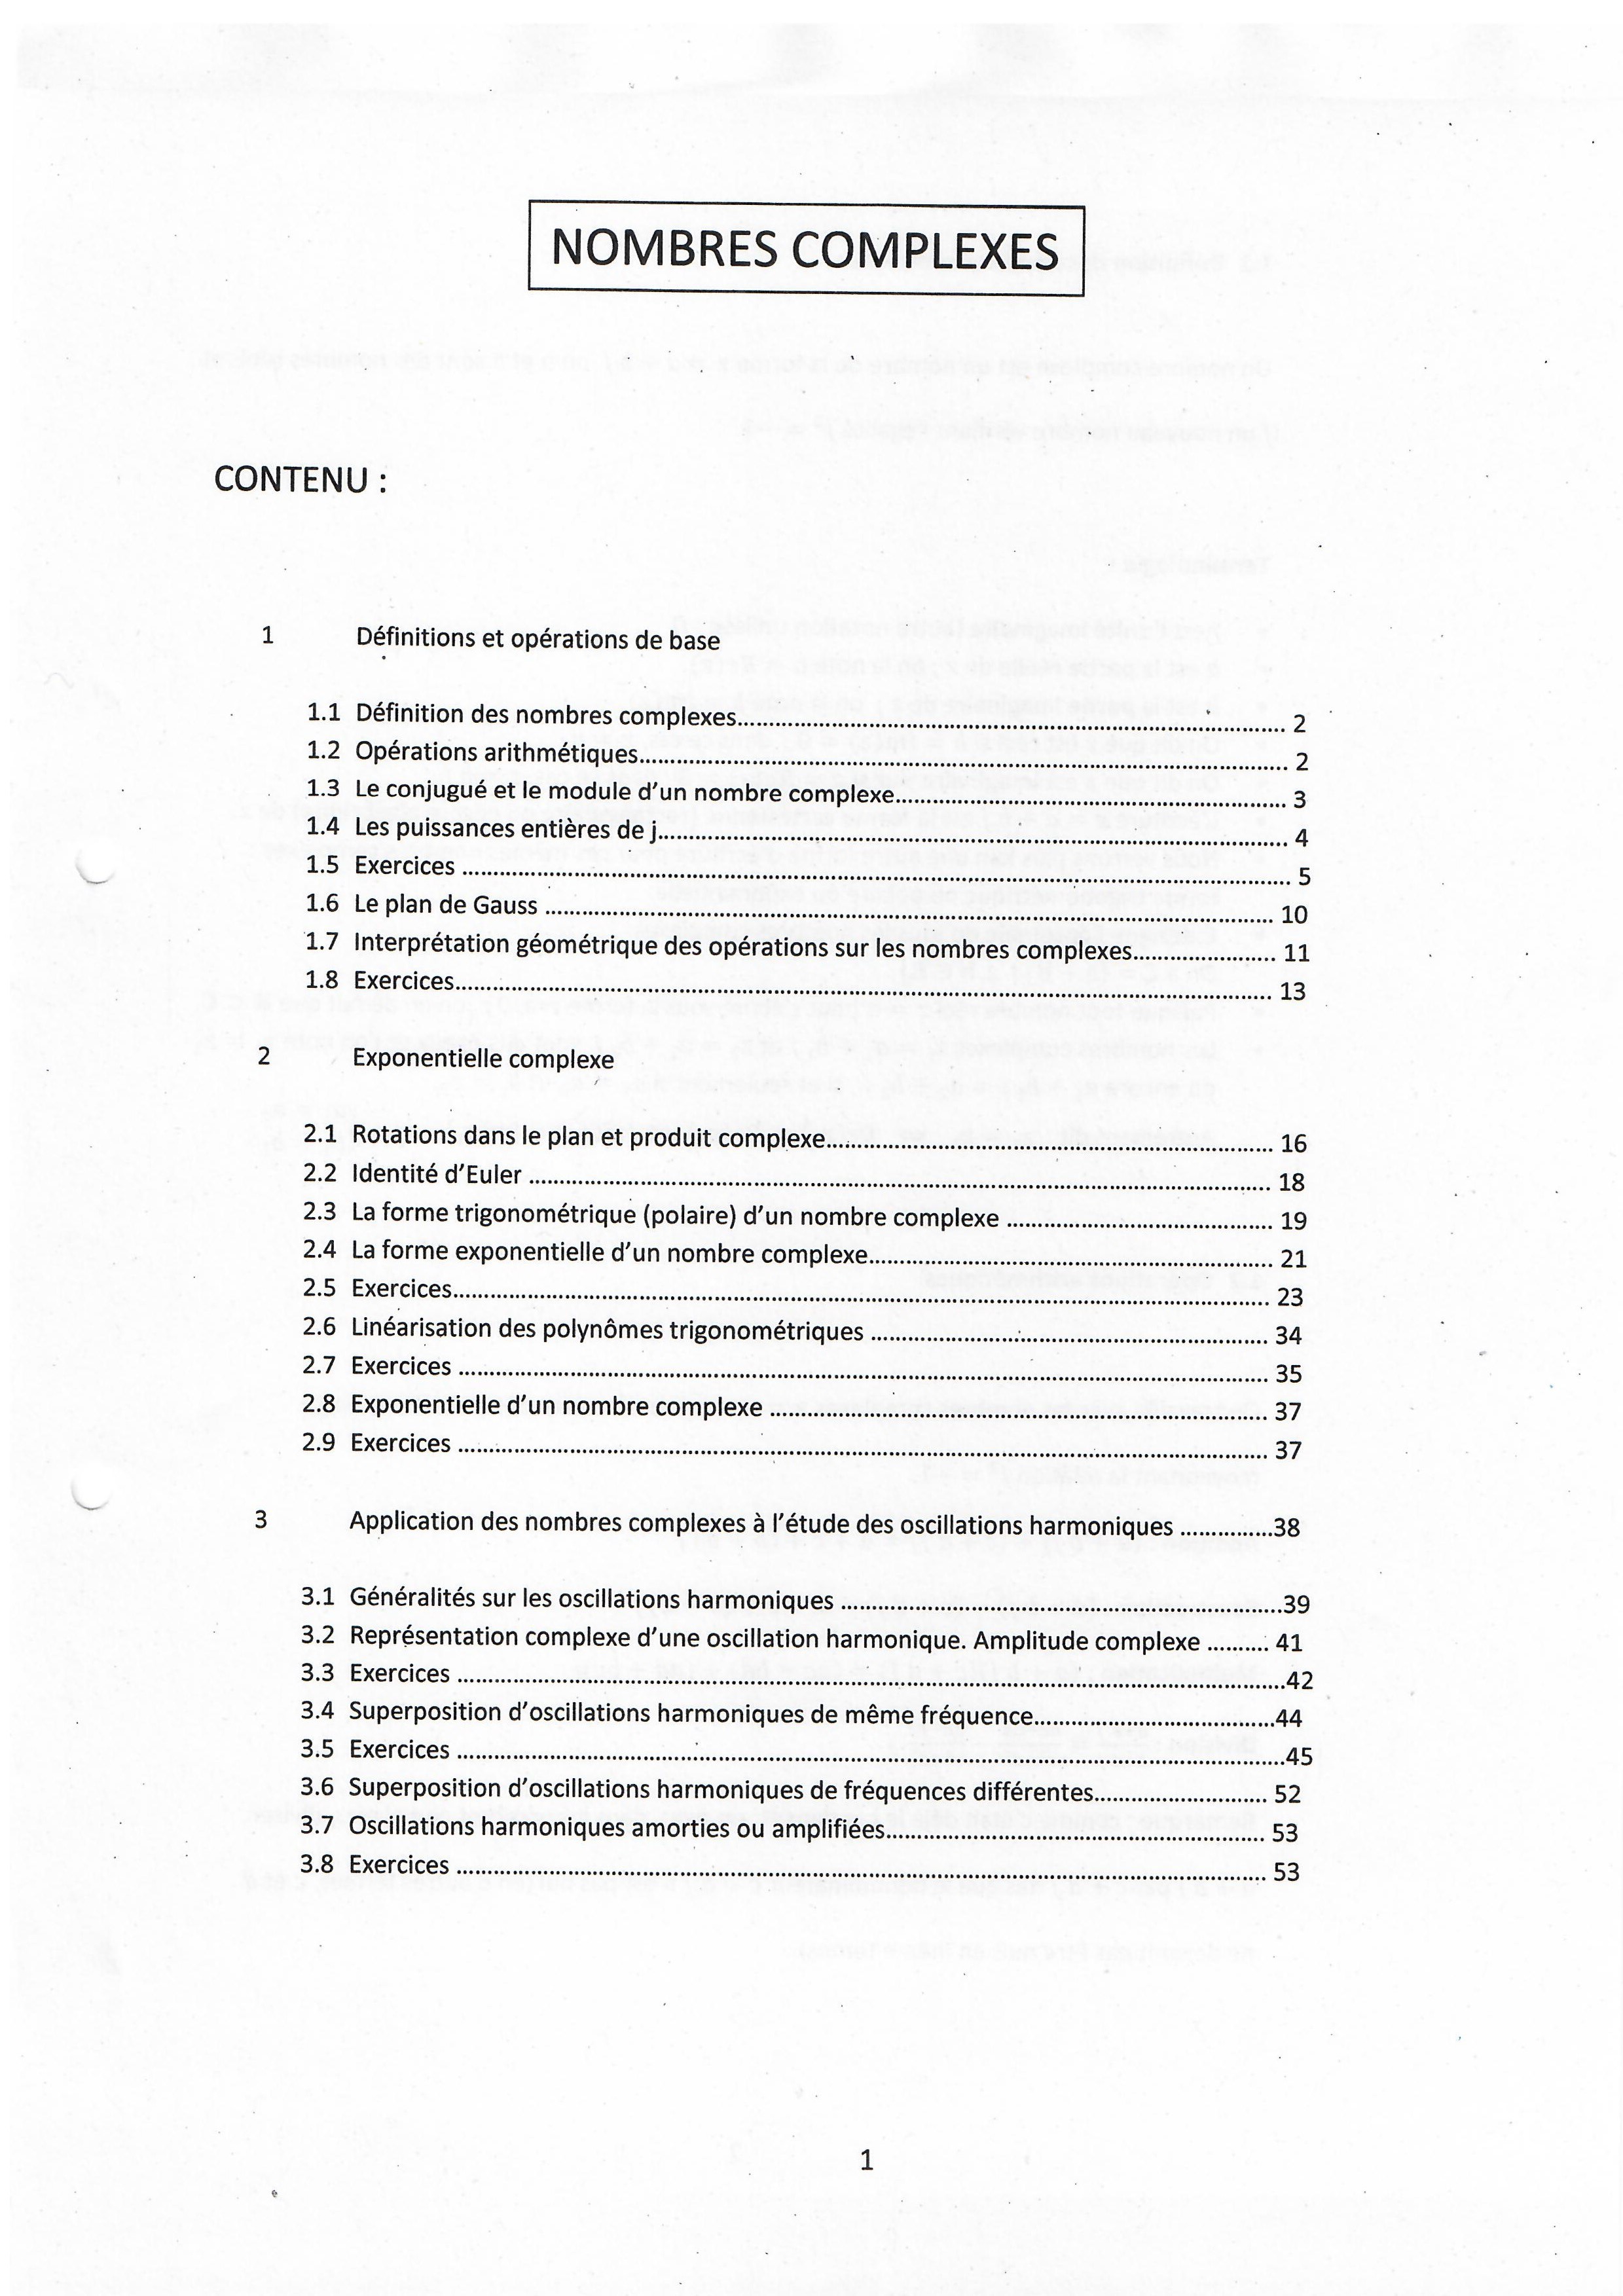 NOMBRES COMPLEXES
CONTENU :
1 Définitions et opérations de base
1.1 Définition des nombres complexes........................ 2
1.2 Opérations arithmétiques........................ 2
1.3 Le conjugué et le module d'un nombre complexe........................ 3
1.4 Les puissances entières de j........................ 4
1.5 Exercices ........................ 5
1.6 Le plan de Gauss ........................ 10
1.7 Interprétation géométrique des opérations sur les nombres complexes........................ 11
1.8 Exercices........................ 13
2 Exponentielle complexe
2.1 Rotations dans le plan et produit complexe........................ 16
2.2 Identité d'Euler ........................ 18
2.3 La forme trigonométrique (polaire) d'un nombre complexe ........................ 19
2.4 La forme exponentielle d'un nombre complexe........................ 21
2.5 Exercices........................ 23
2.6 Linéarisation des polynômes trigonométriques ........................ 34
2.7 Exercices ........................ 35
2.8 Exponentielle d'un nombre complexe ........................ 37
2.9 Exercices ........................ 37
3 Application des nombres complexes à l'étude des oscillations harmoniques ...............38
3.1 Généralités sur les oscillations harmoniques ........................39
3.2 Représentation complexe d'une oscillation harmonique. Amplitude complexe .......... 41
3.3 Exercices ........................42
3.4 Superposition d'oscillations harmoniques de même fréquence........................44
3.5 Exercices ........................45
3.6 Superposition d'oscillations harmoniques de fréquences différentes........................ 52
3.7 Oscillations harmoniques amorties ou amplifiées........................ 53
3.8 Exercices ........................ 53
1